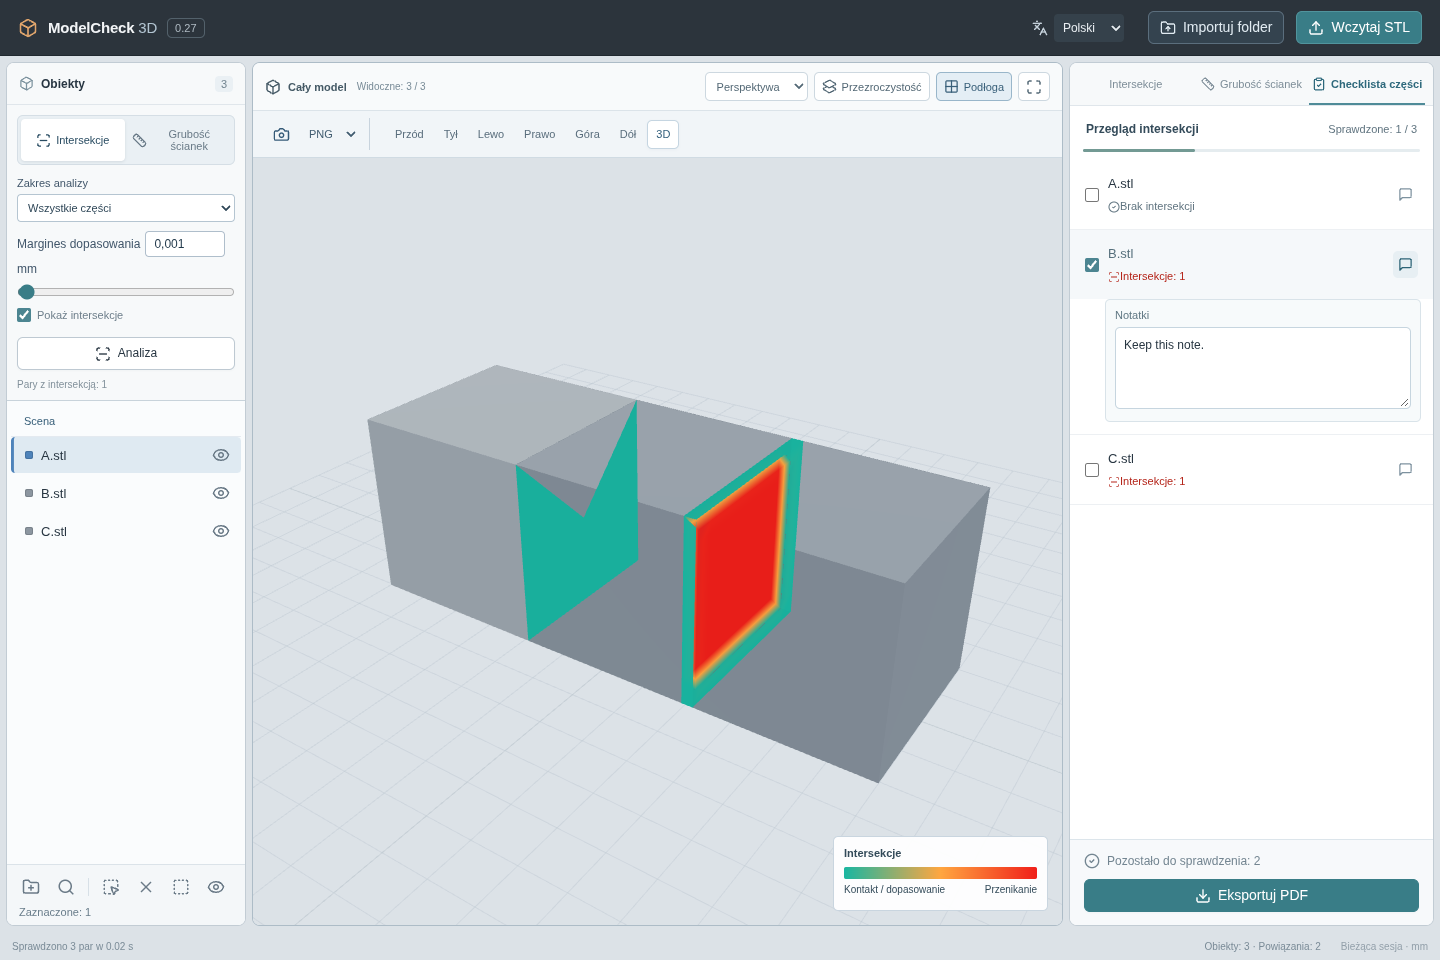 ModelCheck 3D 0.27
Polski
Importuj folder
Wczytaj STL
Obiekty 3
Intersekcje
Grubość ścianek
Zakres analizy
Wszystkie części
Margines dopasowania 0,001
mm
Pokaż intersekcje
Analiza
Pary z intersekcją: 1
Scena
A.stl
B.stl
C.stl
Zaznaczone: 1
Cały model Widoczne: 3 / 3
Perspektywa
Przezroczystość
Podłoga
PNG
Przód Tył Lewo Prawo Góra Dół 3D
Intersekcje
Kontakt / dopasowanie Przenikanie
Intersekcje
Grubość ścianek
Checklista części
Przegląd intersekcji Sprawdzone: 1 / 3
A.stl
Brak intersekcji
B.stl
Intersekcje: 1
Notatki
Keep this note.
C.stl
Intersekcje: 1
Pozostało do sprawdzenia: 2
Eksportuj PDF
Sprawdzono 3 par w 0.02 s
Obiekty: 3 · Powiązania: 2
Bieżąca sesja · mm